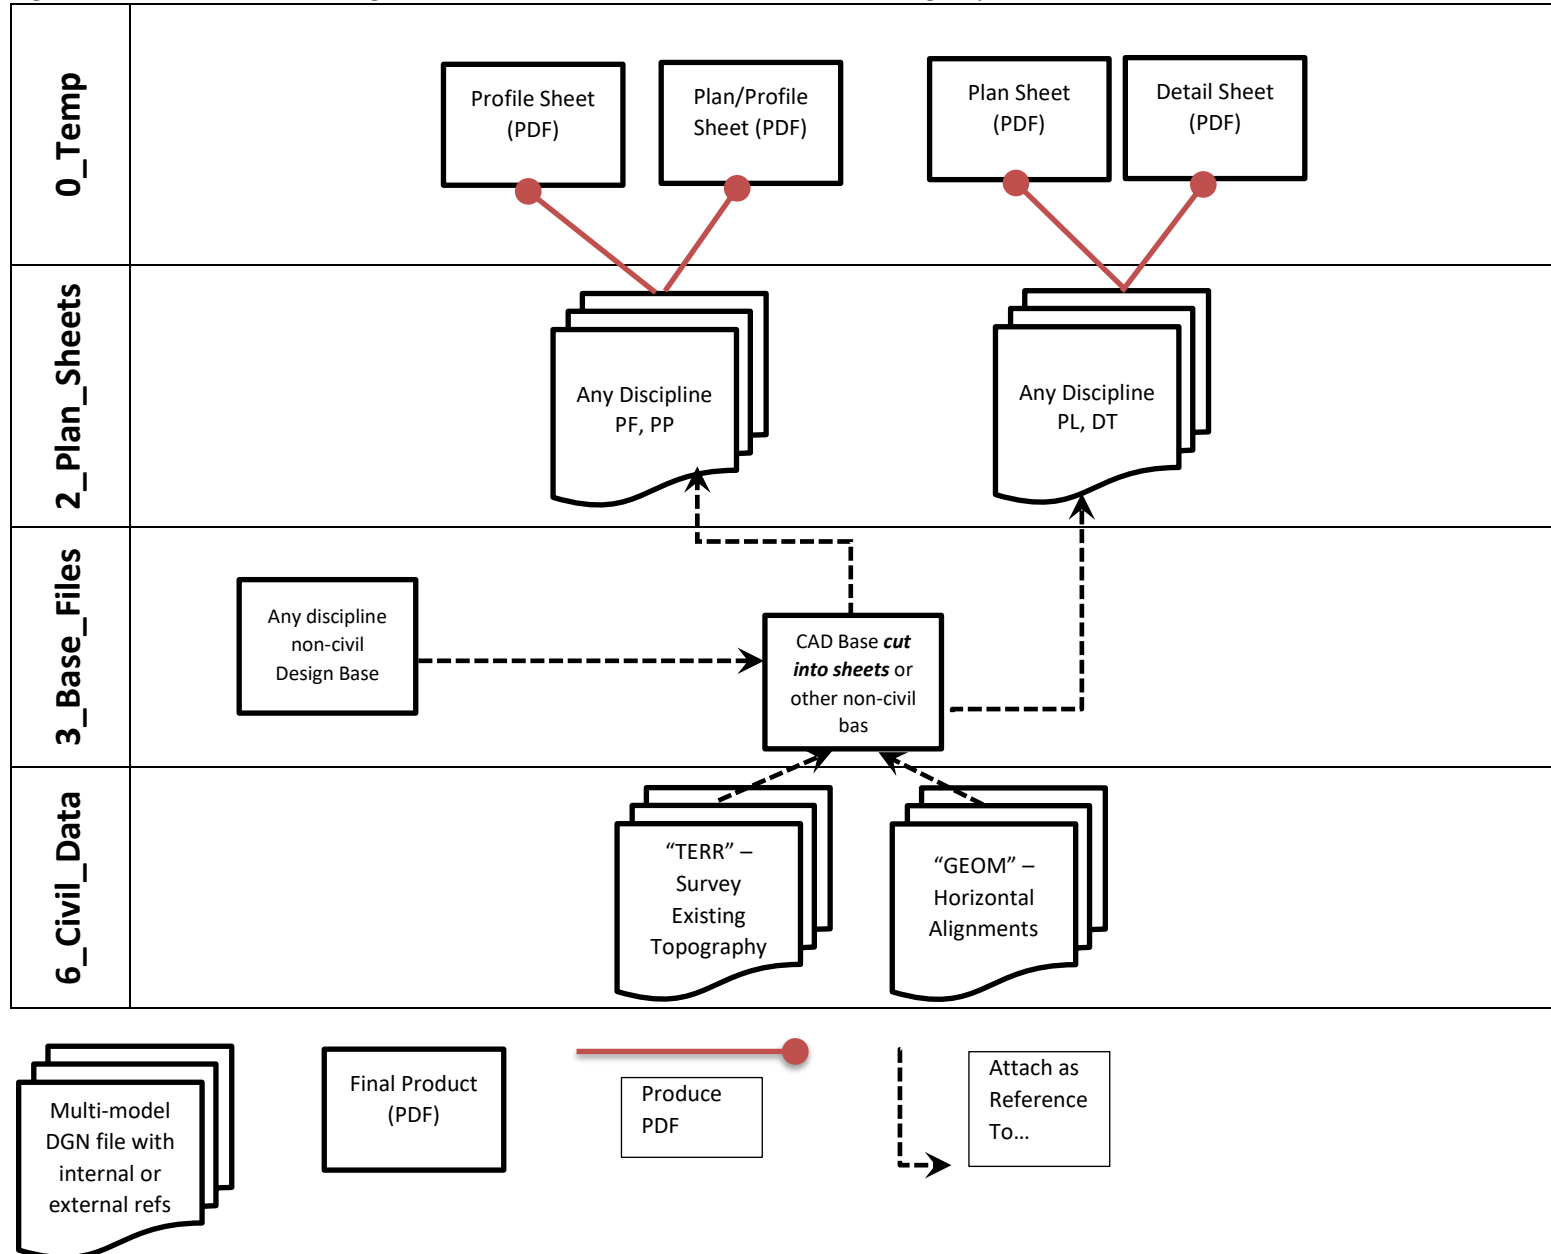 0_Temp
Profile Sheet
(PDF)
Plan/Profile
Sheet (PDF)
Plan Sheet
(PDF)
Detail Sheet
(PDF)
2_Plan_Sheets
Any Discipline
PF, PP
Any Discipline
PL, DT
3_Base_Files
Any discipline
non-civil
Design Base
CAD Base cut
into sheets or
other non-civil
bas
6_Civil_Data
“TERR” –
Survey
Existing
Topography
“GEOM” –
Horizontal
Alignments
Multi-model
DGN file with
internal or
external refs
Final Product
(PDF)
Produce
PDF
Attach as
Reference
To...